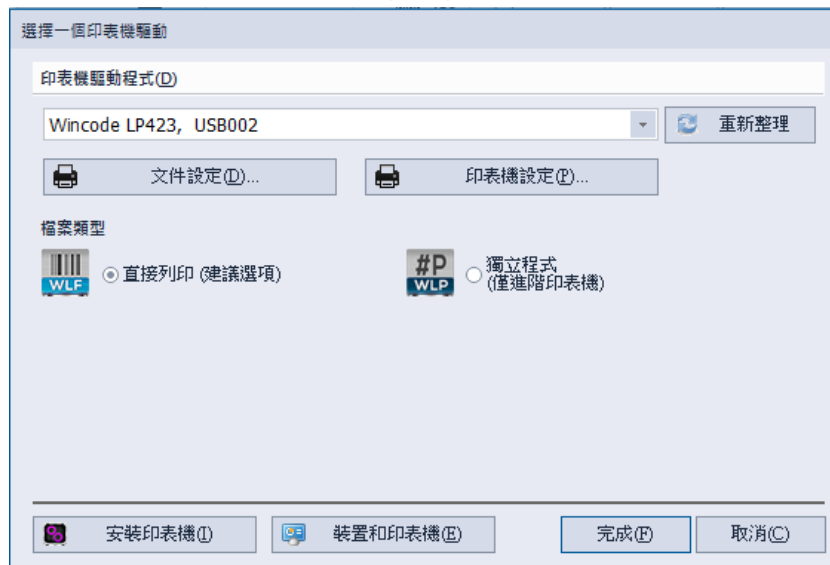 選擇一個印表機驅動
印表機驅動程式(D)
Wincode LP423, USB002
重新整理
文件設定(D)...
印表機設定(P)...
檔案類型
WLF
直接列印 (建議選項)
#P
WLP
獨立程式
(僅進階印表機)
安裝印表機(I)
裝置和印表機(E)
完成(F)
取消(C)